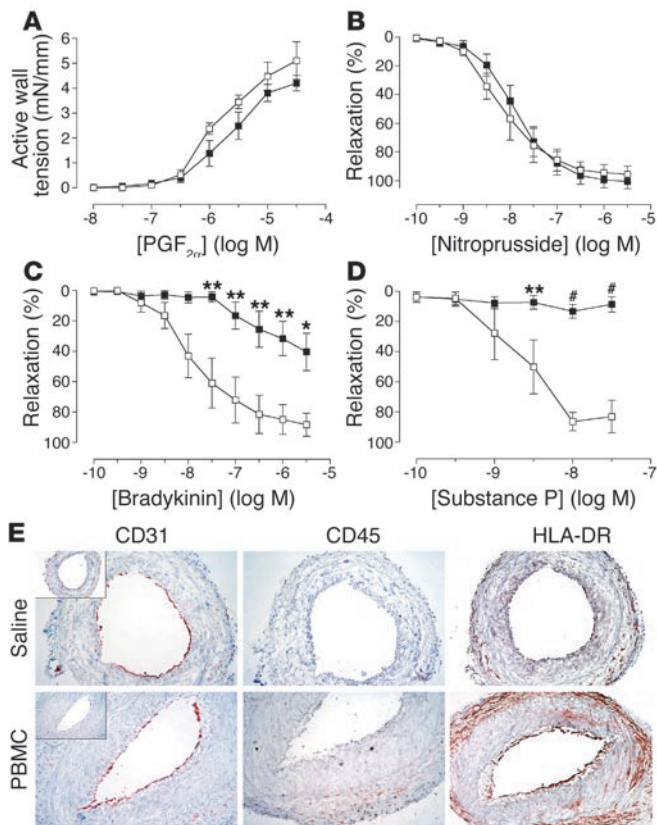 A
Active wall
tension (mN/mm)
6
5
4
3
2
1
0
-8 -7 -6 -5 -4
[PGF2α] (log M)
B
Relaxation (%)
0
20
40
60
80
100
-10 -9 -8 -7 -6 -5
[Nitroprusside] (log M)
C
Relaxation (%)
0
20
40
60
80
100
** ** ** ** *
-10 -9 -8 -7 -6 -5
[Bradykinin] (log M)
D
Relaxation (%)
0
20
40
60
80
100
** # #
-10 -9 -8 -7
[Substance P] (log M)
E
CD31 CD45 HLA-DR
Saline
PBMC